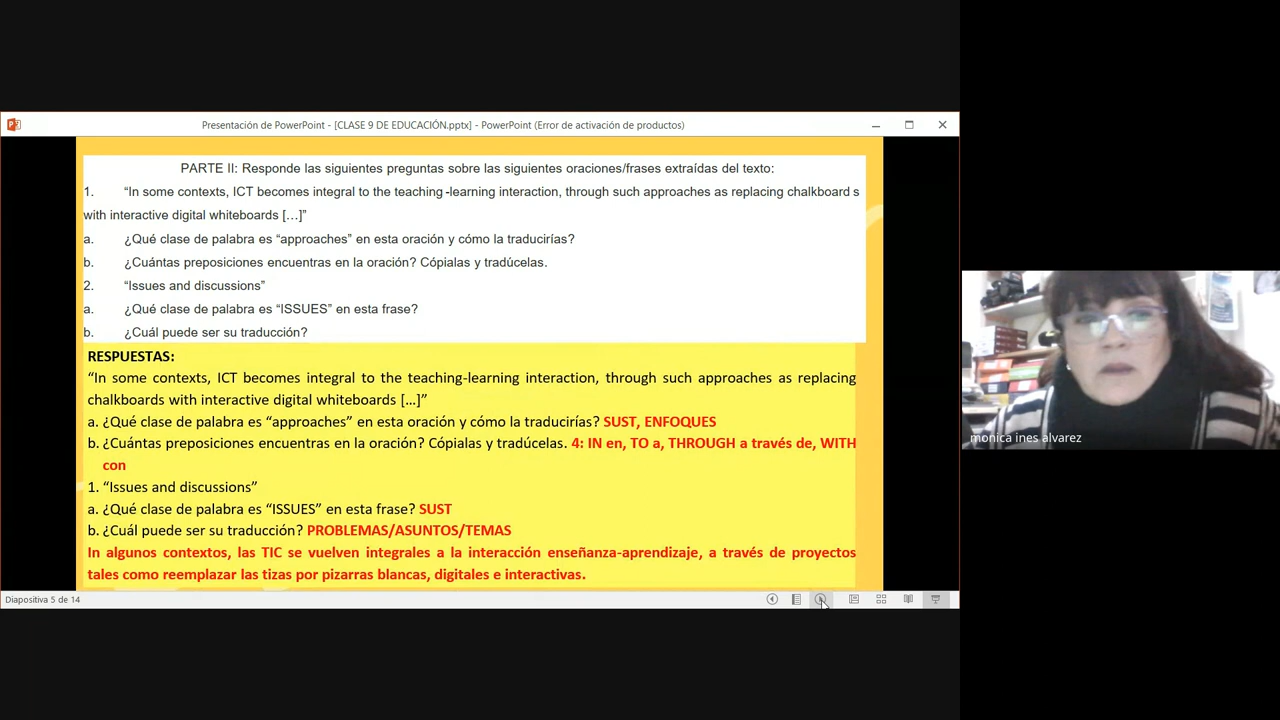 Presentación de PowerPoint - [CLASE 9 DE EDUCACIÓN.pptx] - PowerPoint (Error de activación de productos)
PARTE II: Responde las siguientes preguntas sobre las siguientes oraciones/frases extraídas del texto:
1. “In some contexts, ICT becomes integral to the teaching-learning interaction, through such approaches as replacing chalkboards
with interactive digital whiteboards […]”
a. ¿Qué clase de palabra es “approaches” en esta oración y cómo la traducirías?
b. ¿Cuántas preposiciones encuentras en la oración? Cópialas y tradúcelas.
2. “Issues and discussions”
a. ¿Qué clase de palabra es “ISSUES” en esta frase?
b. ¿Cuál puede ser su traducción?
RESPUESTAS:
“In some contexts, ICT becomes integral to the teaching-learning interaction, through such approaches as replacing
chalkboards with interactive digital whiteboards […]”
a. ¿Qué clase de palabra es “approaches” en esta oración y cómo la traducirías? SUST, ENFOQUES
b. ¿Cuántas preposiciones encuentras en la oración? Cópialas y tradúcelas. 4: IN en, TO a, THROUGH a través de, WITH
con
1. “Issues and discussions”
a. ¿Qué clase de palabra es “ISSUES” en esta frase? SUST
b. ¿Cuál puede ser su traducción? PROBLEMAS/ASUNTOS/TEMAS
In algunos contextos, las TIC se vuelven integrales a la interacción enseñanza-aprendizaje, a través de proyectos
tales como reemplazar las tizas por pizarras blancas, digitales e interactivas.
Diapositiva 5 de 14
monica ines alvarez